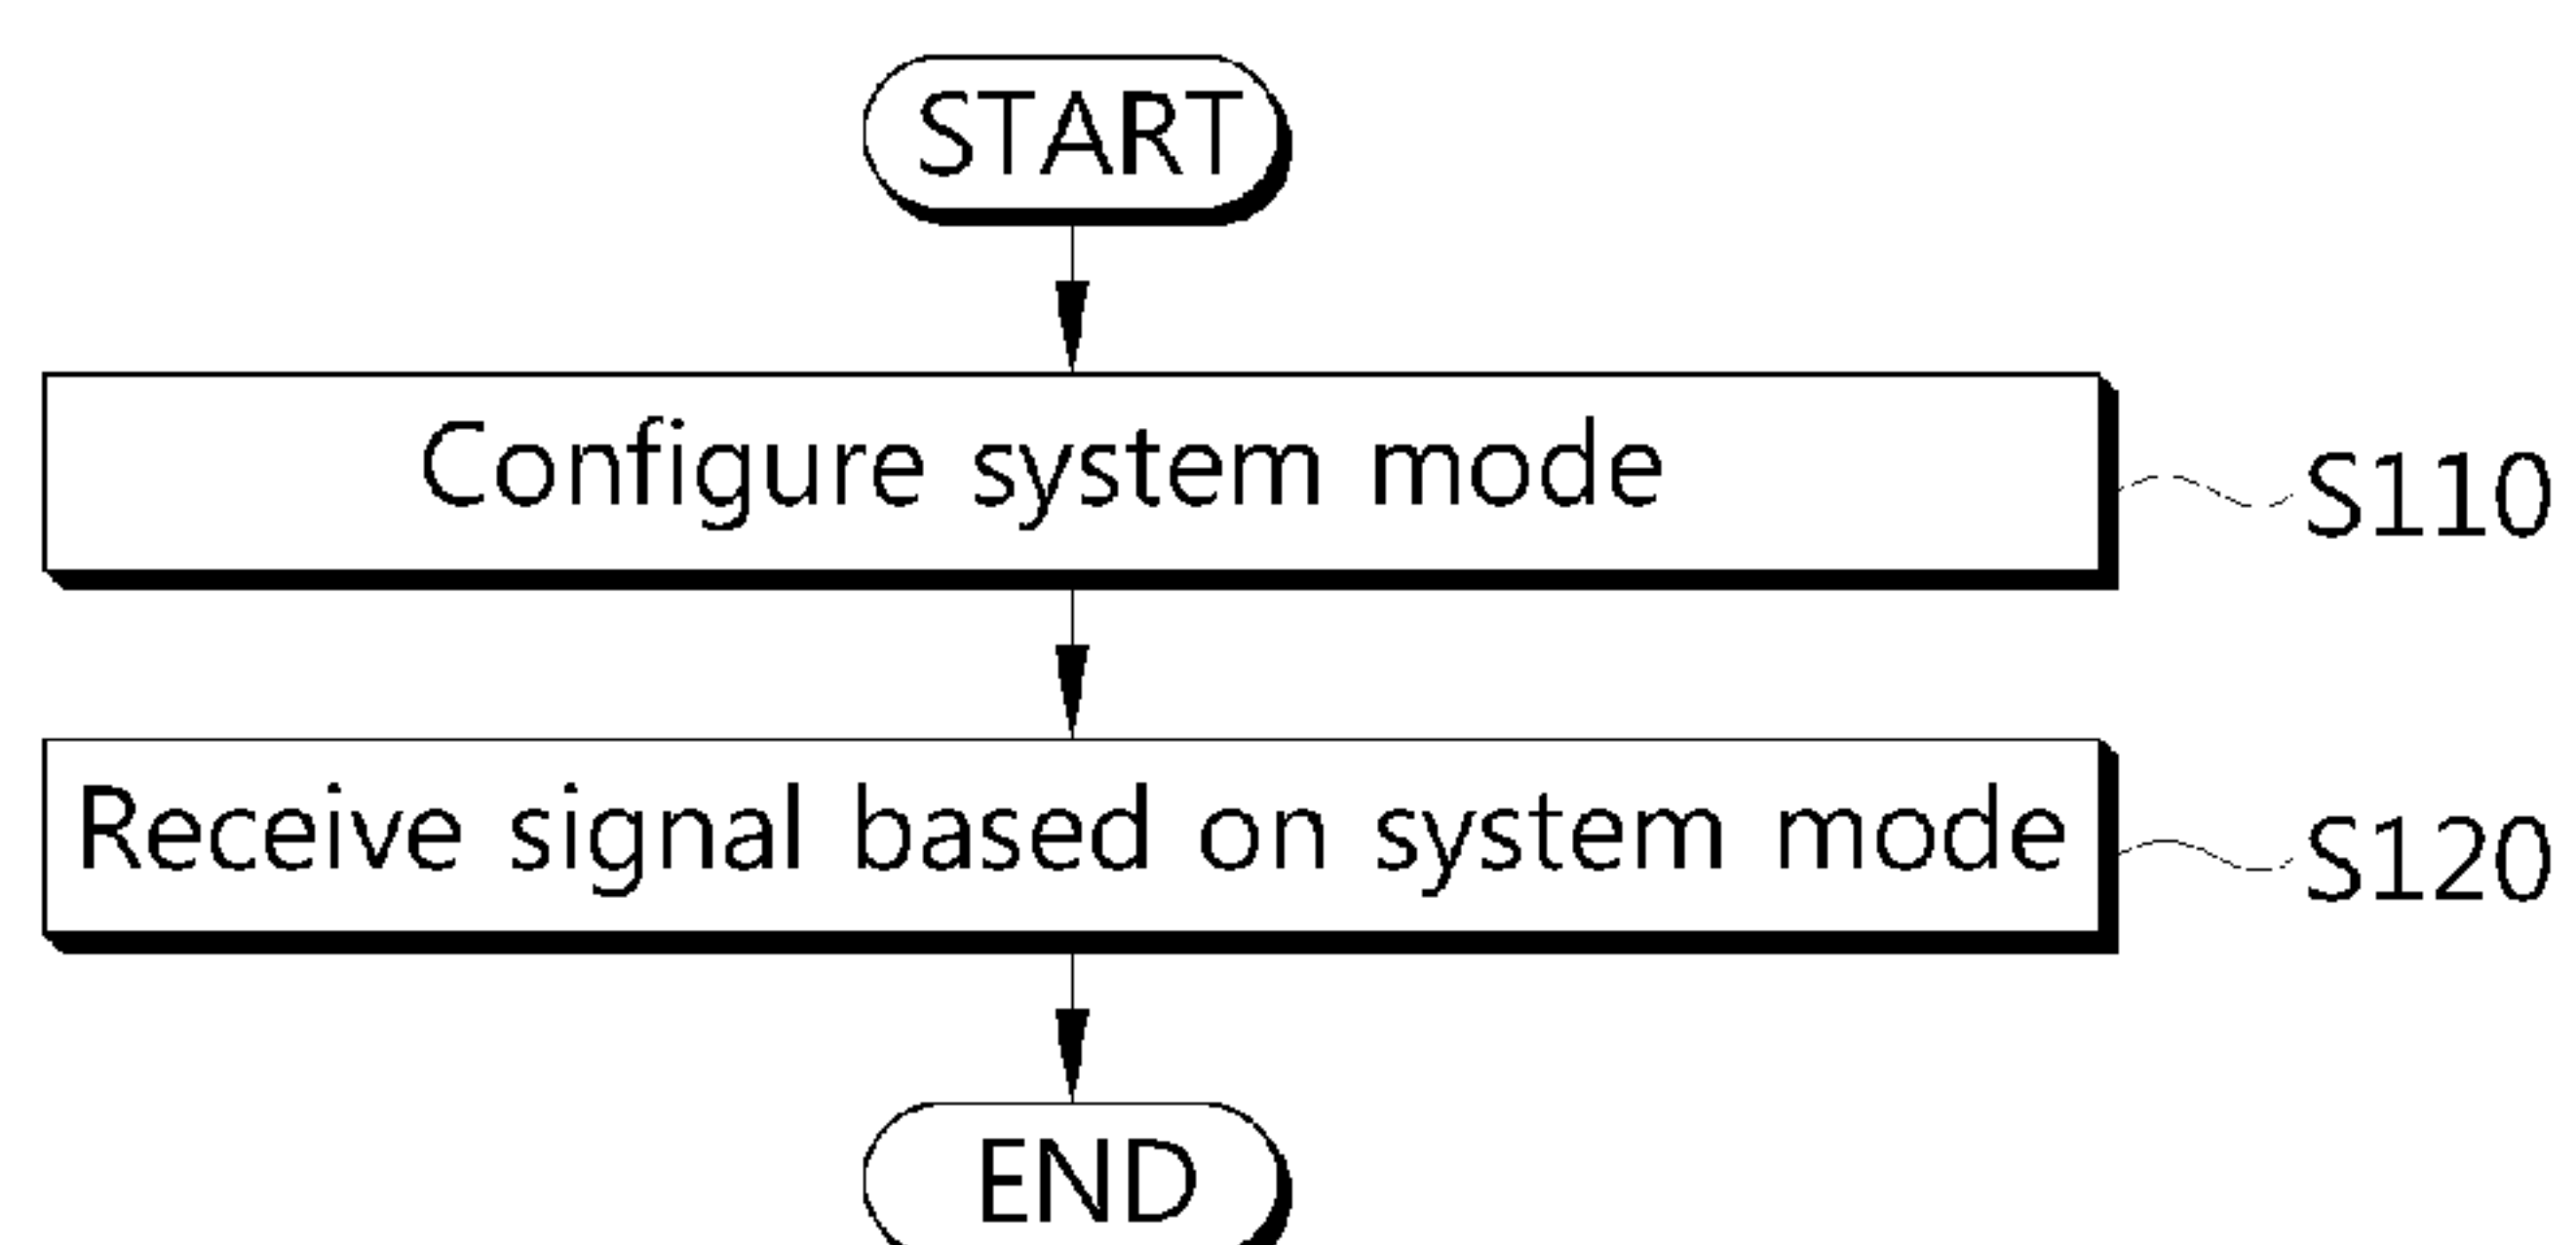 START
Configure system mode
S110
Receive signal based on system mode
S120
END